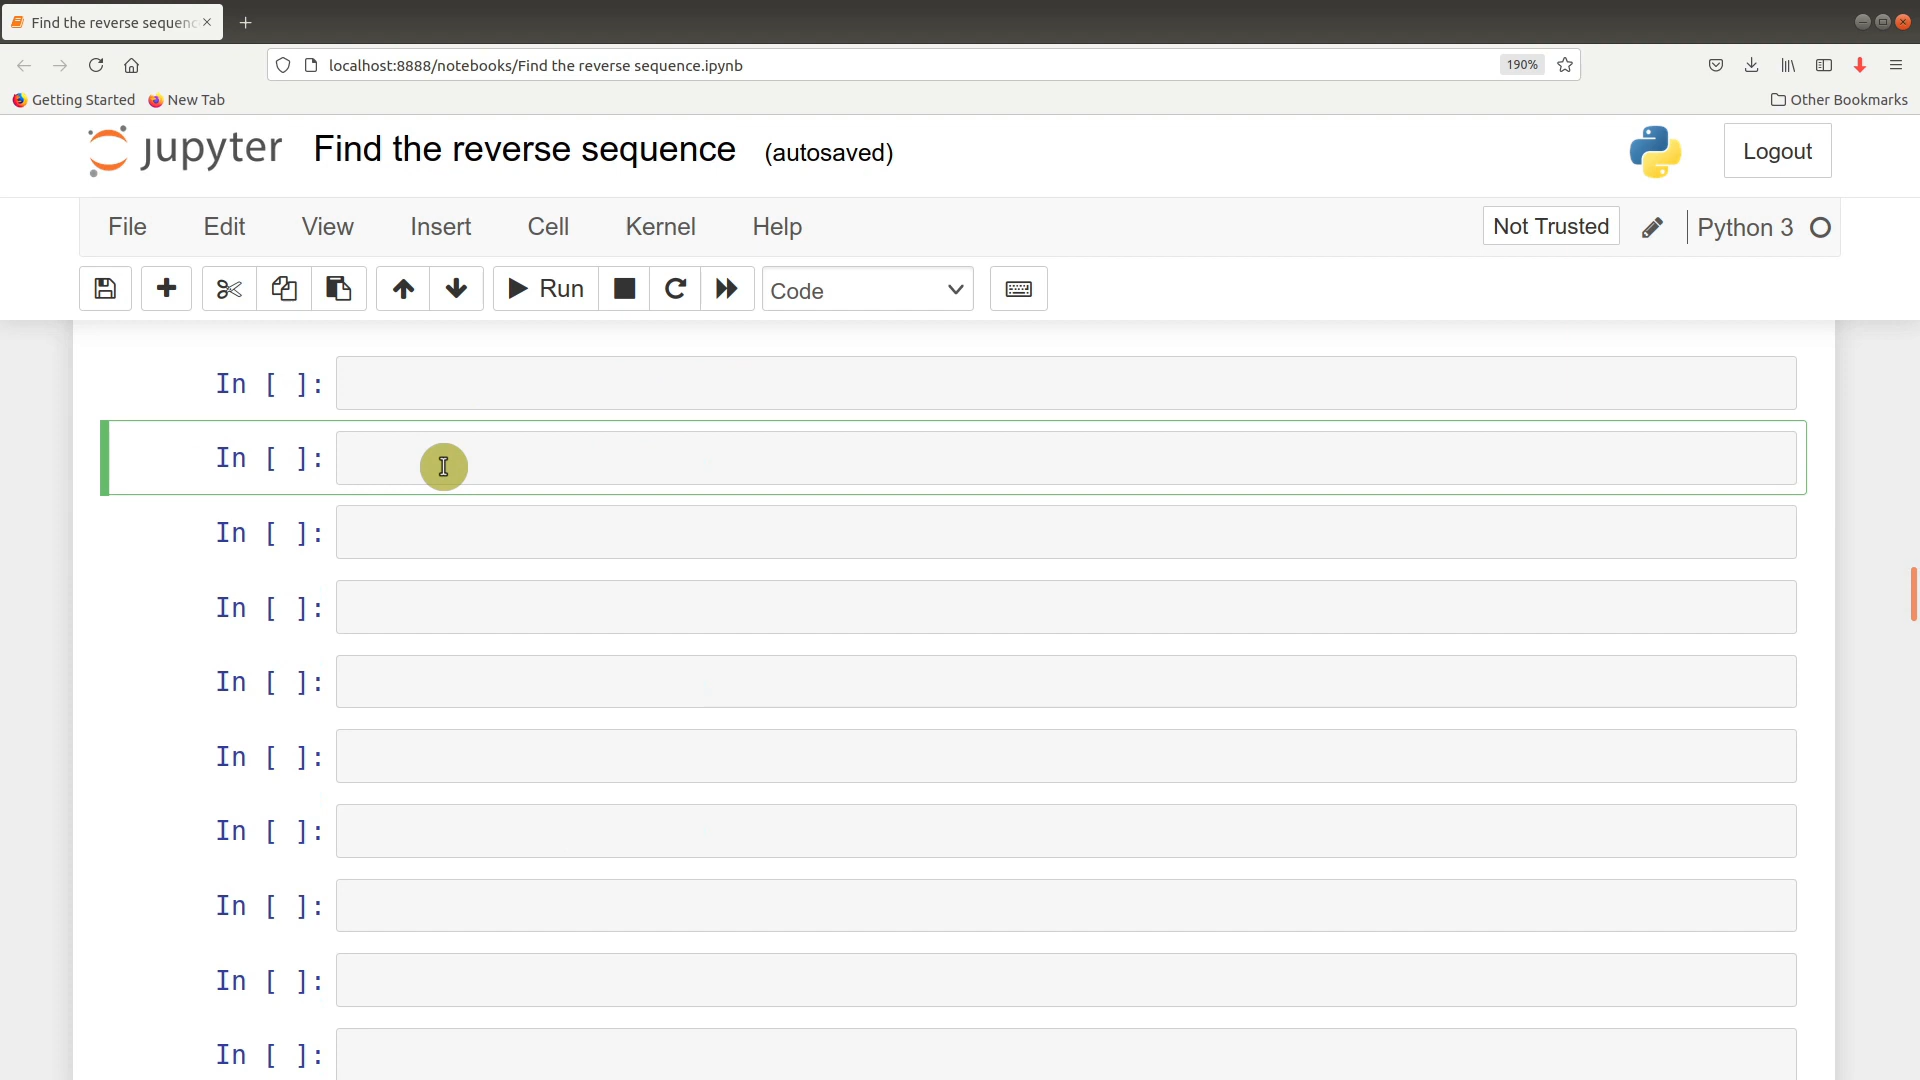 Find the reverse sequenc
localhost:8888/notebooks/Find the reverse sequence.ipynb
190%
Getting Started
New Tab
Other Bookmarks
jupyter
Find the reverse sequence (autosaved)
Logout
File Edit View Insert Cell Kernel Help
Not Trusted
Python 3
Run
Code
In [ ]:
In [ ]:
In [ ]:
In [ ]:
In [ ]:
In [ ]:
In [ ]:
In [ ]:
In [ ]:
In [ ]: